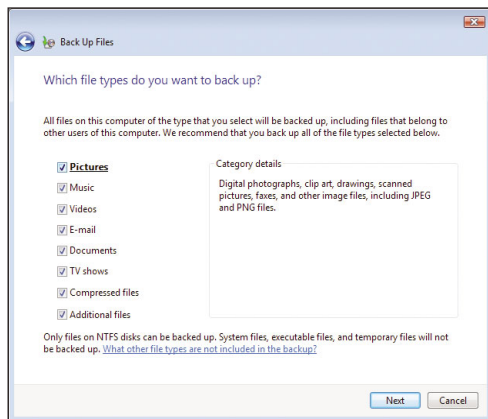 Back Up Files
Which file types do you want to back up?
All files on this computer of the type that you select will be backed up, including files that belong to
other users of this computer. We recommend that you back up all of the file types selected below.
Pictures
Music
Videos
E-mail
Documents
TV shows
Compressed files
Additional files
Category details
Digital photographs, clip art, drawings, scanned
pictures, faxes, and other image files, including JPEG
and PNG files.
Only files on NTFS disks can be backed up. System files, executable files, and temporary files will not
be backed up. What other file types are not included in the backup?
Next
Cancel